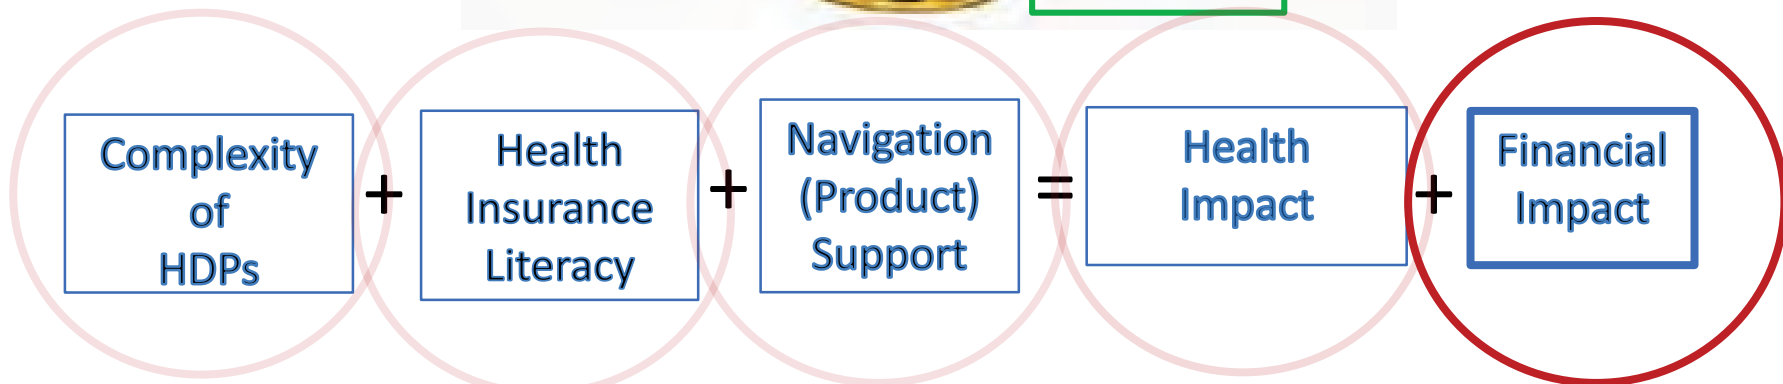 Complexity
of
HDPs
+
Health
Insurance
Literacy
+
Navigation
(Product)
Support
=
Health
Impact
+
Financial
Impact